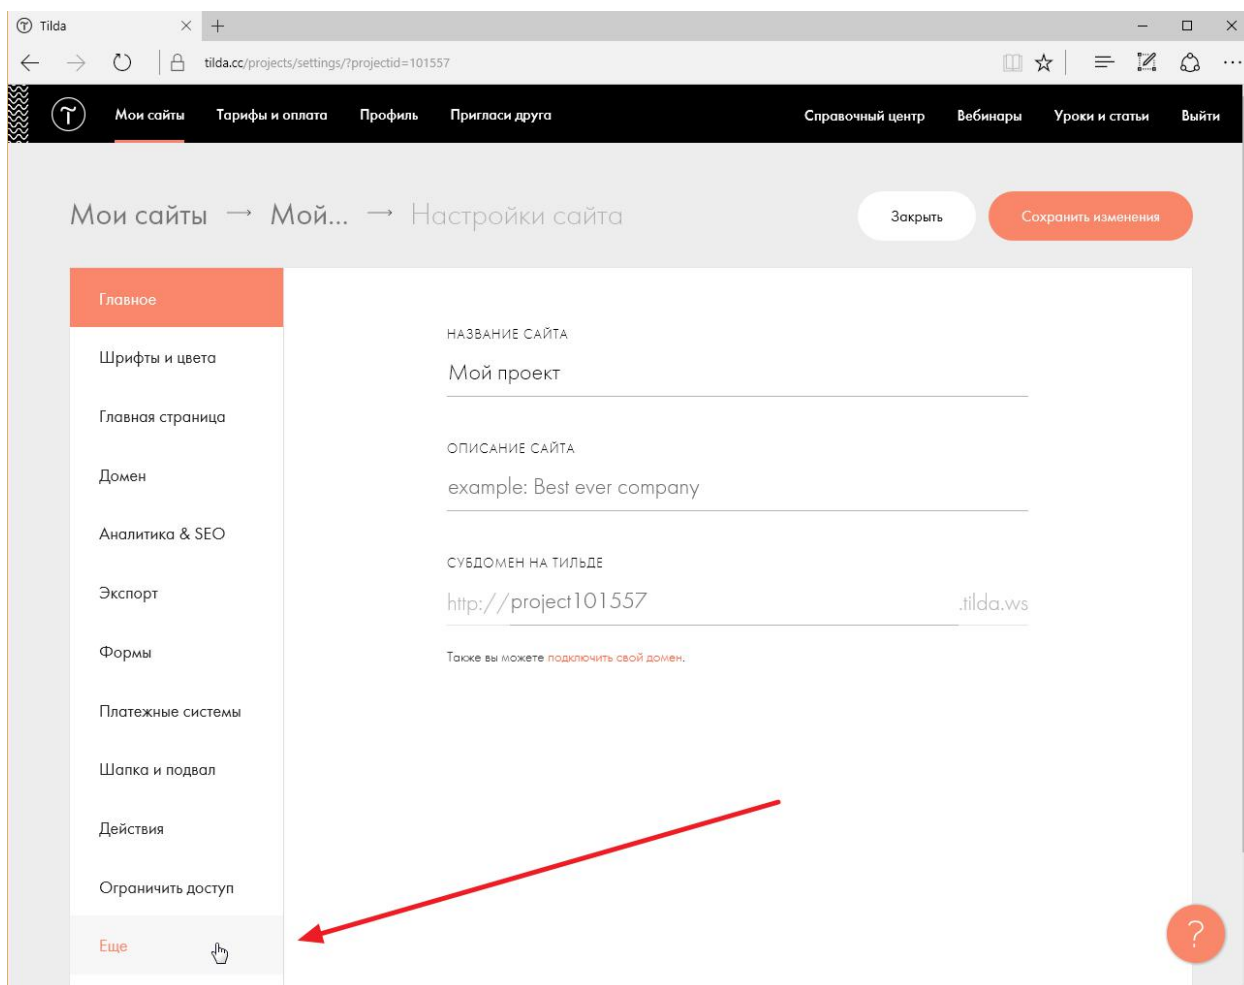 Tilda
tilda.cc/projects/settings/?projectid=101557
Мои сайты Тарифы и оплата Профиль Пригласи друга Справочный центр Вебинары Уроки и статьи Выйти
Мои сайты → Мой... → Настройки сайта
Закрыть
Сохранить изменения
Главное
Шрифты и цвета
Главная страница
Домен
Аналитика & SEO
Экспорт
Формы
Платежные системы
Шапка и подвал
Действия
Ограничить доступ
Еще
НАЗВАНИЕ САЙТА
Мой проект
ОПИСАНИЕ САЙТА
example: Best ever company
СУБДОМЕН НА ТИЛЬДЕ
http://project101557.tilda.ws
Также вы можете подключить свой домен.
?